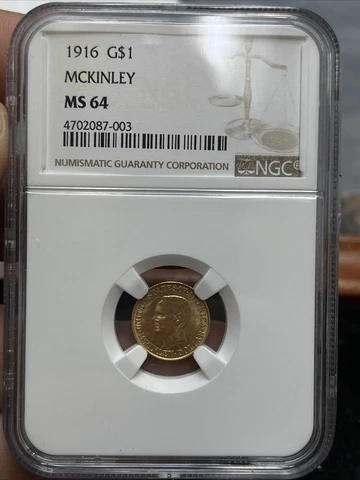 1916 G$1
MCKINLEY
MS 64
4702087-003
NUMISMATIC GUARANTY CORPORATION
NGC